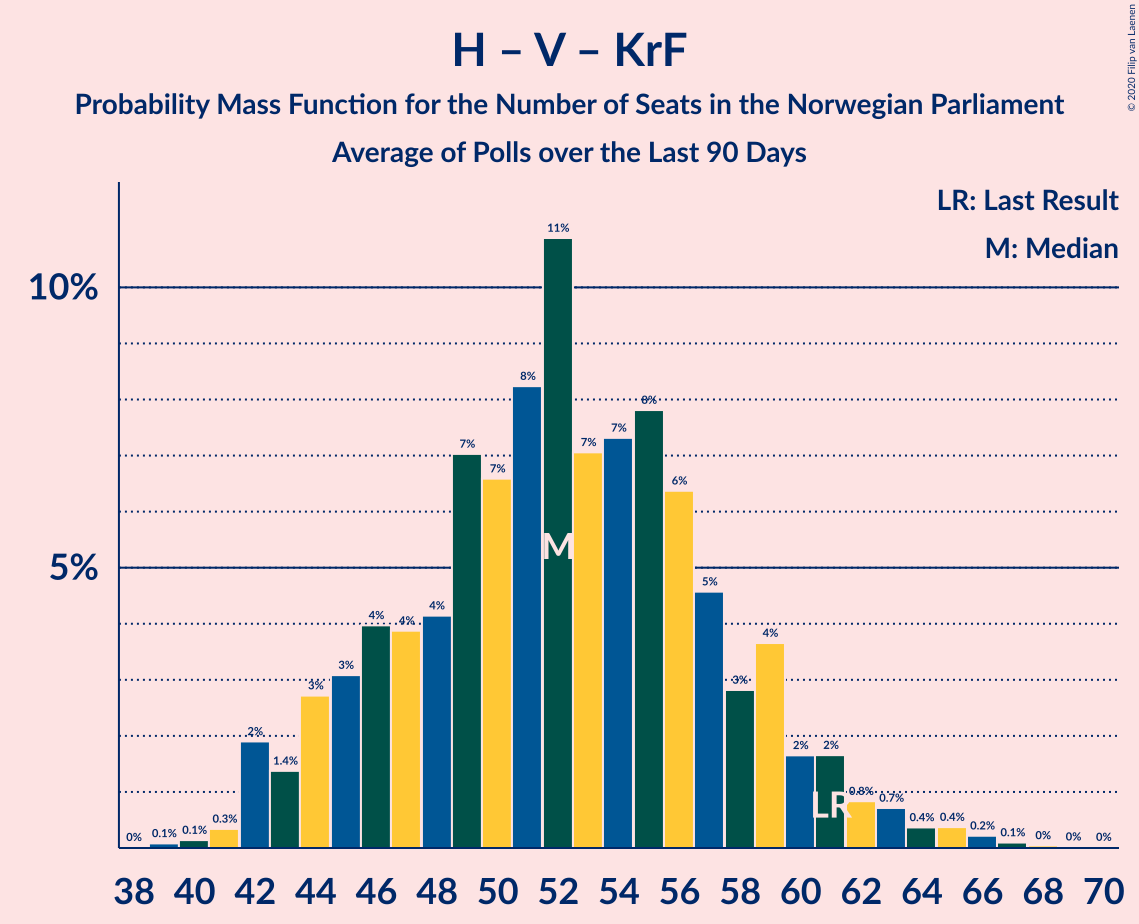 H – V – KrF
Probability Mass Function for the Number of Seats in the Norwegian Parliament
Average of Polls over the Last 90 Days
© 2020 Filip van Laenen
LR: Last Result
M: Median
10%
5%
0% 0.1% 0.1% 0.3% 2% 1.4% 3% 3% 4% 4% 4% 7% 7% 8% 11% 7% 7% 8% 6% 5% 3% 4% 2% 2% 0.8% 0.7% 0.4% 0.4% 0.2% 0.1% 0% 0% 0%
M
LR
38 40 42 44 46 48 50 52 54 56 58 60 62 64 66 68 70